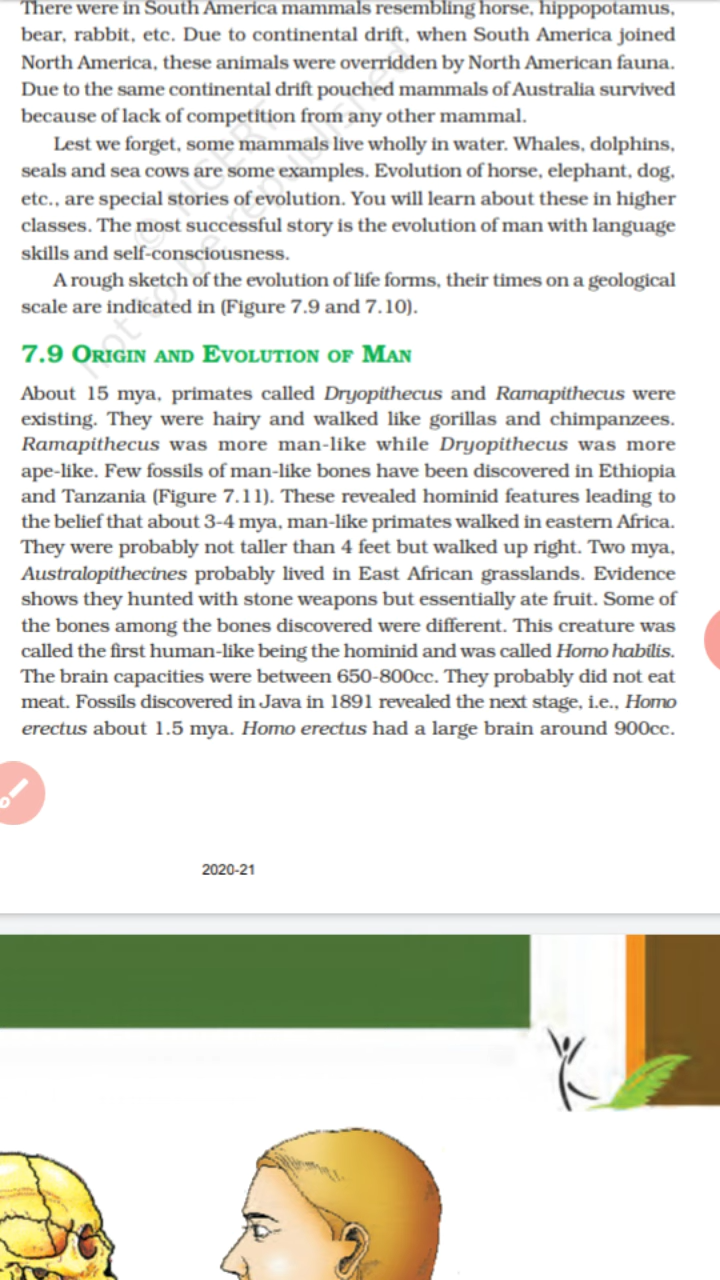 There were in South America mammals resembling horse, hippopotamus,
bear, rabbit, etc. Due to continental drift, when South America joined
North America, these animals were overridden by North American fauna.
Due to the same continental drift pouched mammals of Australia survived
because of lack of competition from any other mammal.
Lest we forget, some mammals live wholly in water. Whales, dolphins,
seals and sea cows are some examples. Evolution of horse, elephant, dog,
etc., are special stories of evolution. You will learn about these in higher
classes. The most successful story is the evolution of man with language
skills and self-consciousness.
A rough sketch of the evolution of life forms, their times on a geological
scale are indicated in (Figure 7.9 and 7.10).
7.9 ORIGIN AND EVOLUTION OF MAN
About 15 mya, primates called Dryopithecus and Ramapithecus were
existing. They were hairy and walked like gorillas and chimpanzees.
Ramapithecus was more man-like while Dryopithecus was more
ape-like. Few fossils of man-like bones have been discovered in Ethiopia
and Tanzania (Figure 7.11). These revealed hominid features leading to
the belief that about 3-4 mya, man-like primates walked in eastern Africa.
They were probably not taller than 4 feet but walked up right. Two mya,
Australopithecines probably lived in East African grasslands. Evidence
shows they hunted with stone weapons but essentially ate fruit. Some of
the bones among the bones discovered were different. This creature was
called the first human-like being the hominid and was called Homo habilis.
The brain capacities were between 650-800cc. They probably did not eat
meat. Fossils discovered in Java in 1891 revealed the next stage, i.e., Homo
erectus about 1.5 mya. Homo erectus had a large brain around 900cc.
© NCERT
not to be republished
2020-21